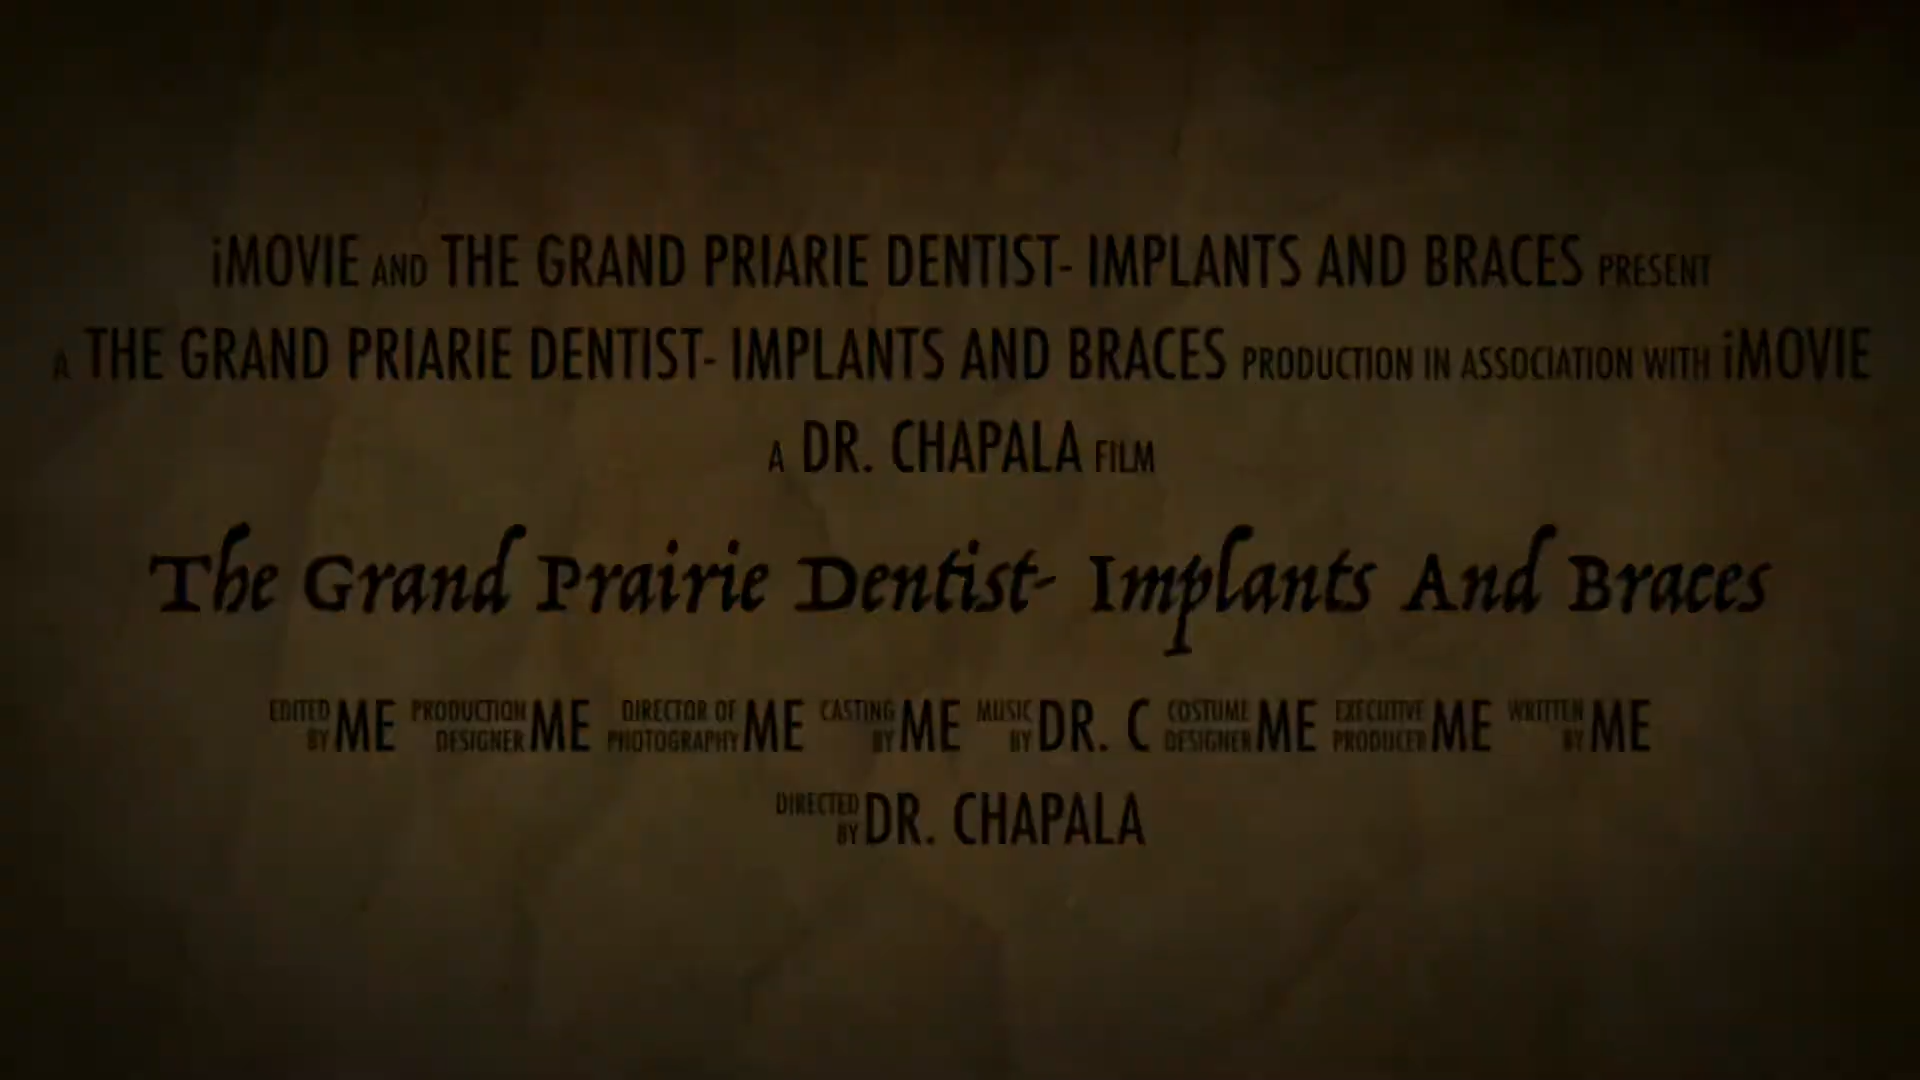 iMOVIE AND THE GRAND PRIARIE DENTIST- IMPLANTS AND BRACES PRESENT
A THE GRAND PRIARIE DENTIST- IMPLANTS AND BRACES PRODUCTION IN ASSOCIATION WITH iMOVIE
A DR. CHAPALA FILM
The Grand Prairie Dentist- Implants And Braces
EDITED BY ME PRODUCTION DESIGNER ME DIRECTOR OF PHOTOGRAPHY ME CASTING BY ME MUSIC BY DR. C COSTUME DESIGNER ME EXECUTIVE PRODUCER ME WRITTEN BY ME
DIRECTED BY DR. CHAPALA